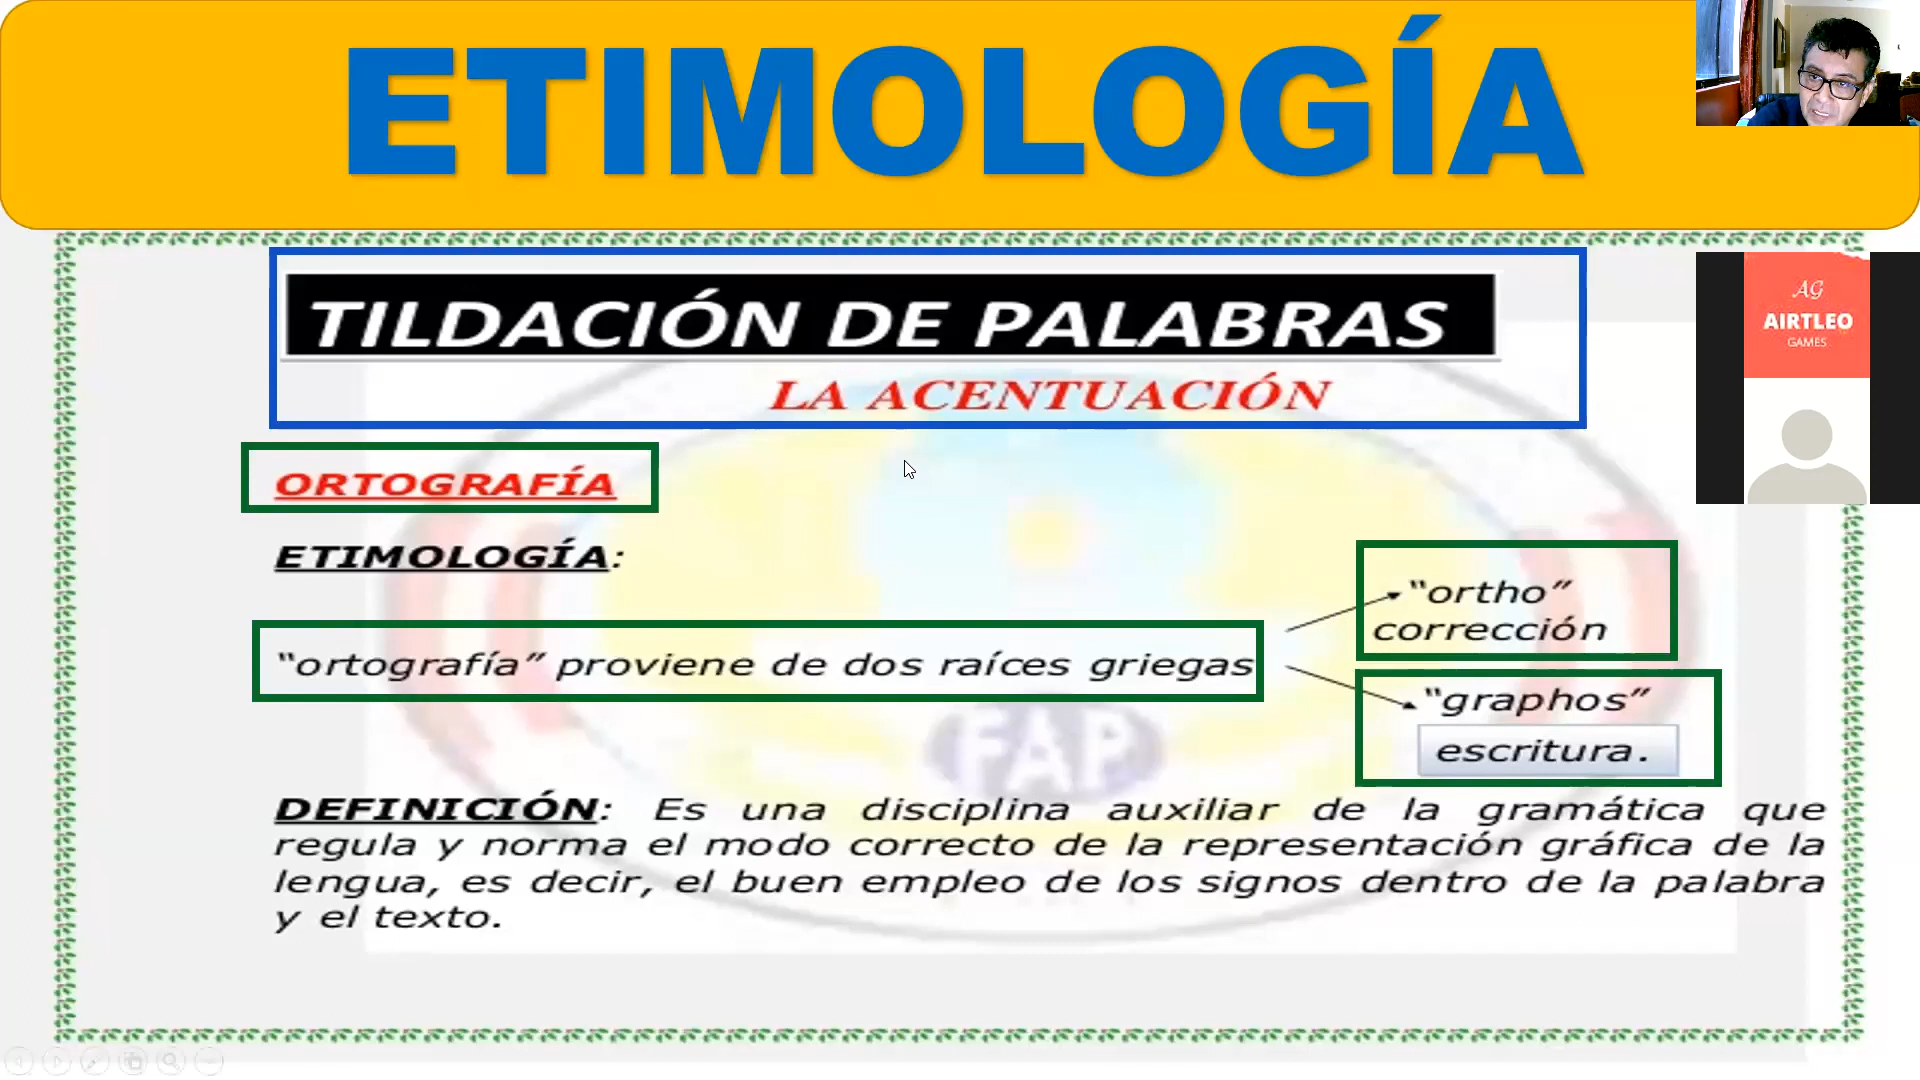 ETIMOLOGÍA
AG
AIRTLEO
GAMES
TILDACIÓN DE PALABRAS
LA ACENTUACIÓN
ORTOGRAFÍA
ETIMOLOGÍA:
“ortho”
corrección
“ortografía” proviene de dos raíces griegas
“graphos”
escritura.
FAP
DEFINICIÓN: Es una disciplina auxiliar de la gramática que
regula y norma el modo correcto de la representación gráfica de la
lengua, es decir, el buen empleo de los signos dentro de la palabra
y el texto.